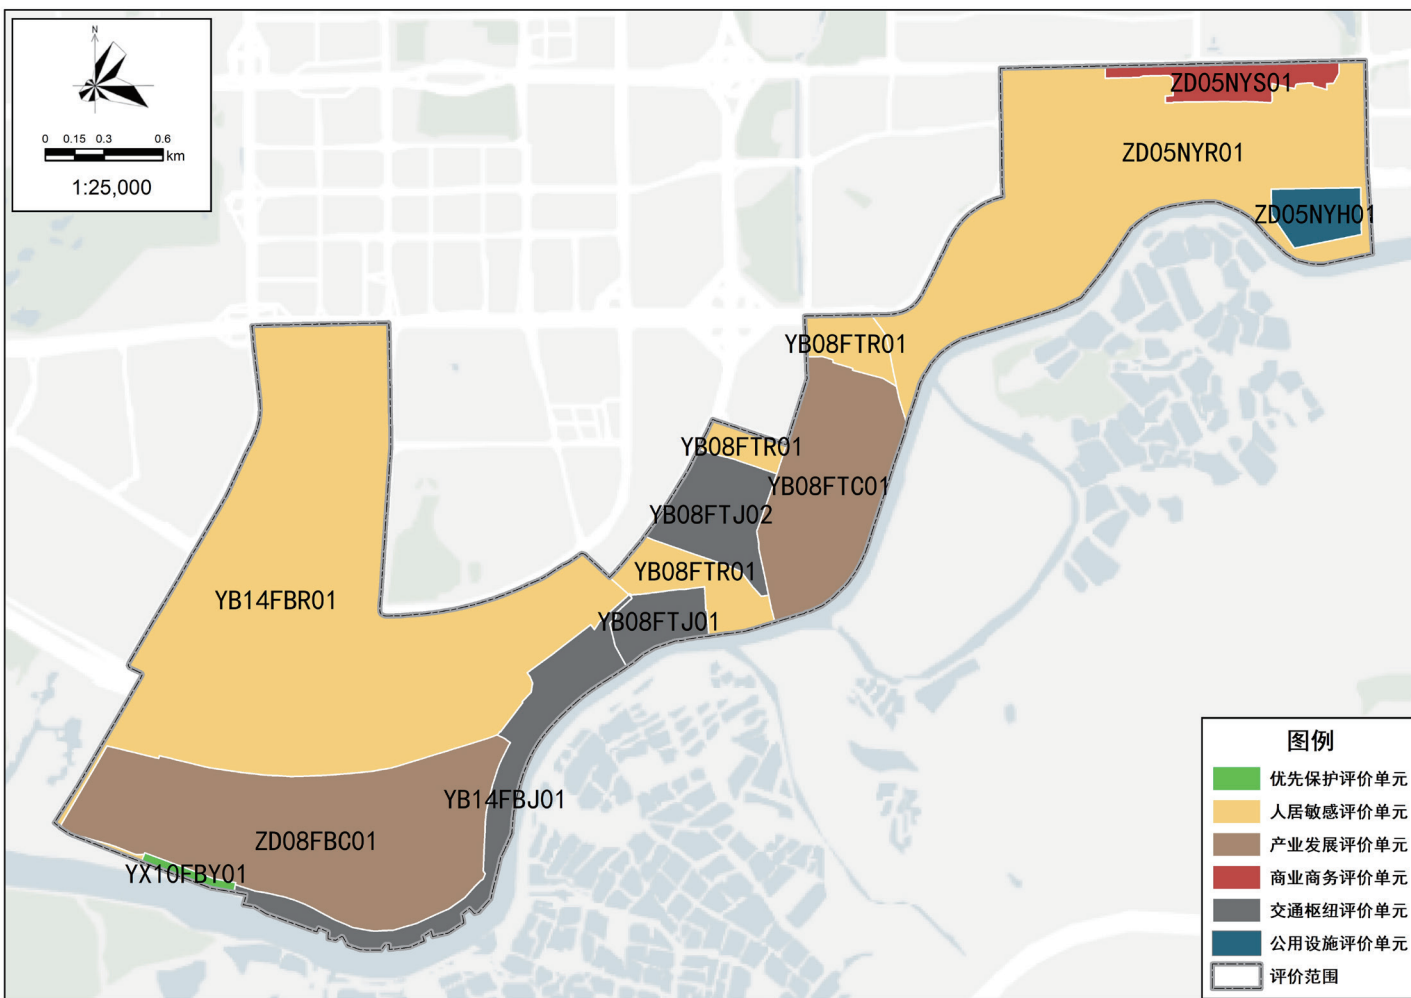 N
0 0.15 0.3 0.6
km
1:25,000
ZD05NYS01
ZD05NYR01
ZD05NYH01
YB08FTR01
YB08FTR01
YB08FTC01
YB08FTJ02
YB08FTR01
YB14FBR01
YB08FTJ01
YB14FBJ01
ZD08FBC01
YX10FBY01
图例
优先保护评价单元
人居敏感评价单元
产业发展评价单元
商业商务评价单元
交通枢纽评价单元
公用设施评价单元
评价范围